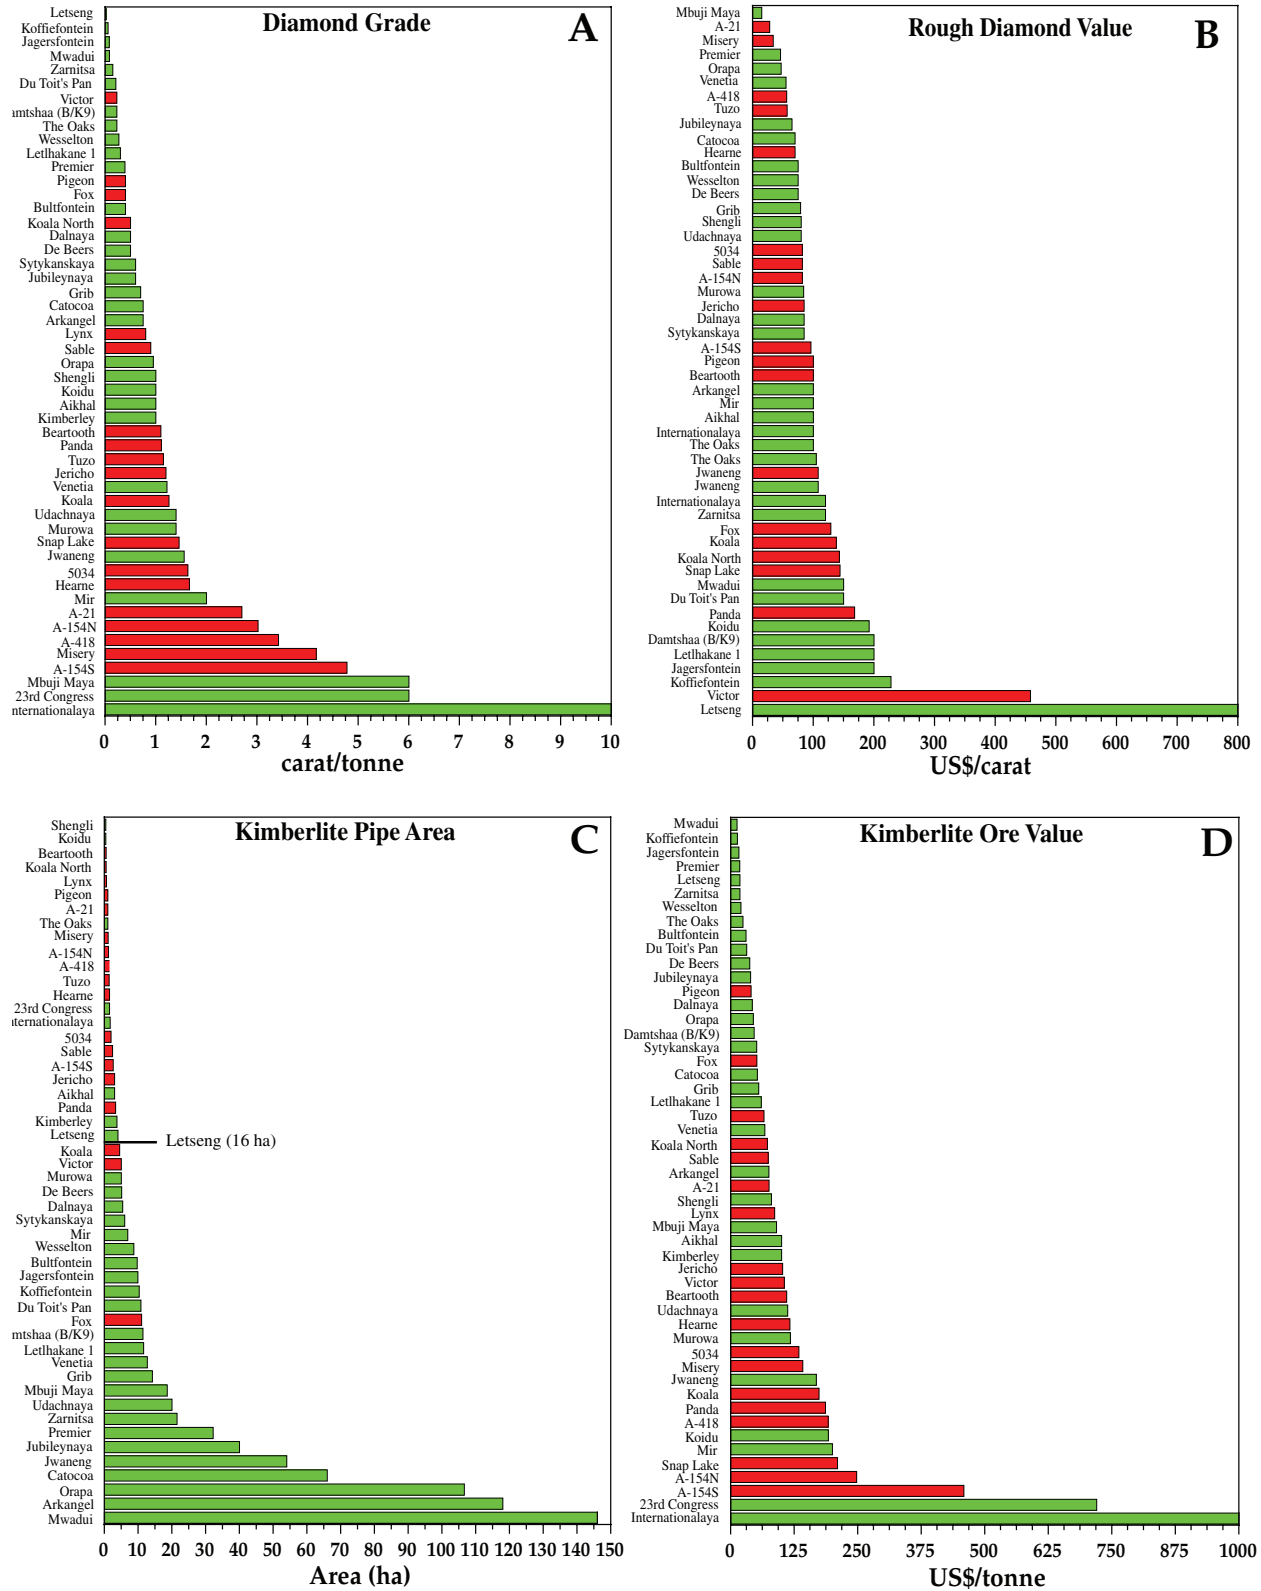 Diamond Grade
A
Letseng
Koffiefontein
Jagersfontein
Mwadui
Zarnitsa
Du Toit's Pan
Victor
amtshaa (B/K9)
The Oaks
Wesselton
Letlhakane 1
Premier
Pigeon
Fox
Bultfontein
Koala North
Dalnaya
De Beers
Sytykanskaya
Jubileynaya
Grib
Catocoa
Arkangel
Lynx
Sable
Orapa
Shengli
Koidu
Aikhal
Kimberley
Beartooth
Panda
Tuzo
Jericho
Venetia
Koala
Udachnaya
Murowa
Snap Lake
Jwaneng
5034
Hearne
Mir
A-21
A-154N
A-418
Misery
A-154S
Mbuji Maya
23rd Congress
nternationalaya
0 1 2 3 4 5 6 7 8 9 10
carat/tonne
Rough Diamond Value
B
Mbuji Maya
A-21
Misery
Premier
Orapa
Venetia
A-418
Tuzo
Jubileynaya
Catocoa
Hearne
Bultfontein
Wesselton
De Beers
Grib
Shengli
Udachnaya
5034
Sable
A-154N
Murowa
Jericho
Dalnaya
Sytykanskaya
A-154S
Pigeon
Beartooth
Arkangel
Mir
Aikhal
Internationalaya
The Oaks
The Oaks
Jwaneng
Jwaneng
Internationalaya
Zarnitsa
Fox
Koala
Koala North
Snap Lake
Mwadui
Du Toit's Pan
Panda
Koidu
Damtshaa (B/K9)
Letlhakane 1
Jagersfontein
Koffiefontein
Victor
Letseng
0 100 200 300 400 500 600 700 800
US$/carat
Kimberlite Pipe Area
C
Shengli
Koidu
Beartooth
Koala North
Lynx
Pigeon
A-21
The Oaks
Misery
A-154N
A-418
Tuzo
Hearne
23rd Congress
nternationalaya
5034
Sable
A-154S
Jericho
Aikhal
Panda
Kimberley
Letseng
Letseng (16 ha)
Koala
Victor
Murowa
De Beers
Dalnaya
Sytykanskaya
Mir
Wesselton
Bultfontein
Jagersfontein
Koffiefontein
Du Toit's Pan
Fox
mtshaa (B/K9)
Letlhakane 1
Venetia
Grib
Mbuji Maya
Udachnaya
Zarnitsa
Premier
Jubileynaya
Jwaneng
Catocoa
Orapa
Arkangel
Mwadui
0 10 20 30 40 50 60 70 80 90 100 110 120 130 140 150
Area (ha)
Kimberlite Ore Value
D
Mwadui
Koffiefontein
Jagersfontein
Premier
Letseng
Zarnitsa
Wesselton
The Oaks
Bultfontein
Du Toit's Pan
De Beers
Jubileynaya
Pigeon
Dalnaya
Orapa
Damtshaa (B/K9)
Sytykanskaya
Fox
Catocoa
Grib
Letlhakane 1
Tuzo
Venetia
Koala North
Sable
Arkangel
A-21
Shengli
Lynx
Mbuji Maya
Aikhal
Kimberley
Jericho
Victor
Beartooth
Udachnaya
Hearne
Murowa
5034
Misery
Jwaneng
Koala
Panda
A-418
Koidu
Mir
Snap Lake
A-154N
A-154S
23rd Congress
Internationalaya
0 125 250 375 500 625 750 875 1000
US$/tonne